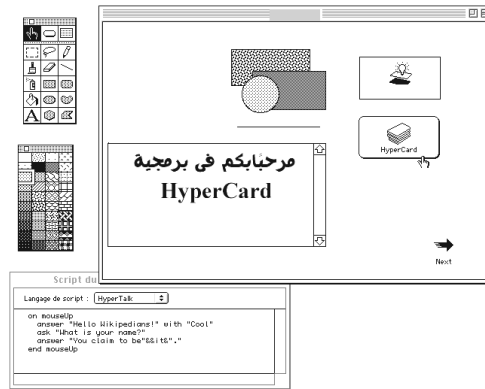 مرحبابكم في برمجية
HyperCard
HyperCard
Next
Script du
Langage de script : HyperTalk
on mouseUp
answer "Hello Wikipedians!" with "Cool"
ask "What is your name?"
answer "You claim to be"&&it&"."
end mouseUp